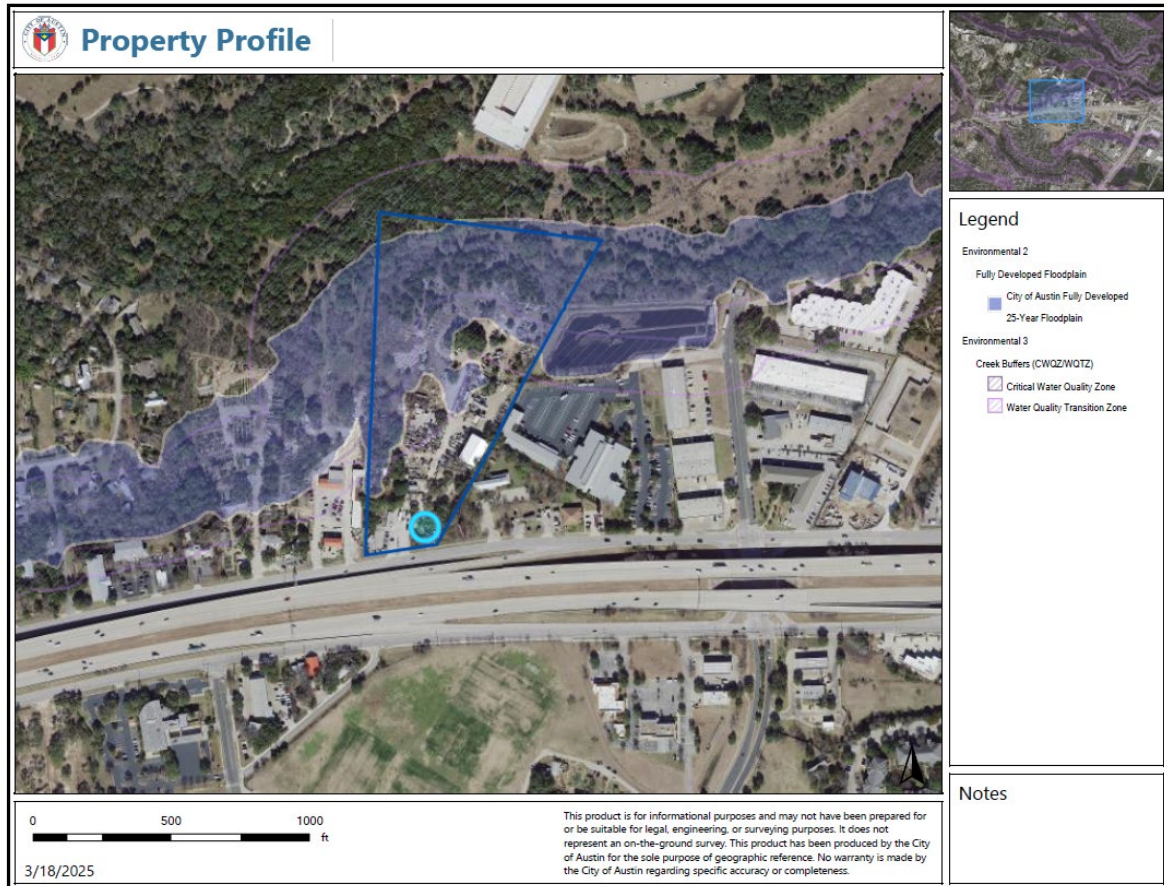 Property Profile
Legend
Environmental 2
Fully Developed Floodplain
City of Austin Fully Developed
25-Year Floodplain
Environmental 3
Creek Buffers (CWQZ/WQTZ)
Critical Water Quality Zone
Water Quality Transition Zone
Notes
0 500 1000
ft
3/18/2025
This product is for informational purposes and may not have been prepared for
or be suitable for legal, engineering, or surveying purposes. It does not
represent an on-the-ground survey. This product has been produced by the City
of Austin for the sole purpose of geographic reference. No warranty is made by
the City of Austin regarding specific accuracy or completeness.